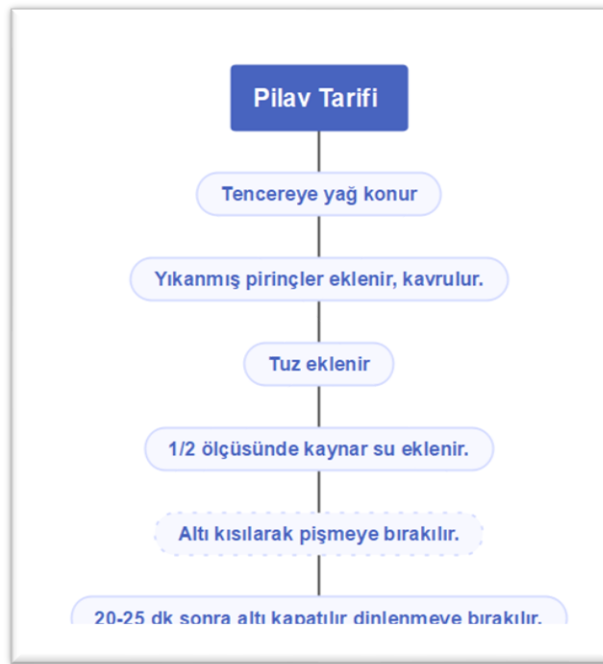 Pilav Tarifi
Tencereye yağ konur
Yıkanmış pirinçler eklenir, kavrulur.
Tuz eklenir
1/2 ölçüsünde kaynar su eklenir.
Altı kısılarak pişmeye bırakılır.
20-25 dk sonra altı kapatılır dinlenmeye bırakılır.